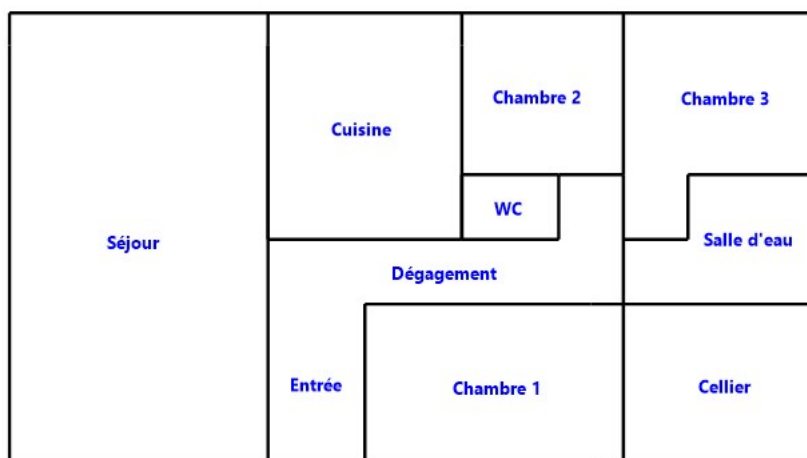 Chambre 2
Chambre 3
Cuisine
WC
Séjour
Salle d'eau
Dégagement
Entrée
Chambre 1
Cellier